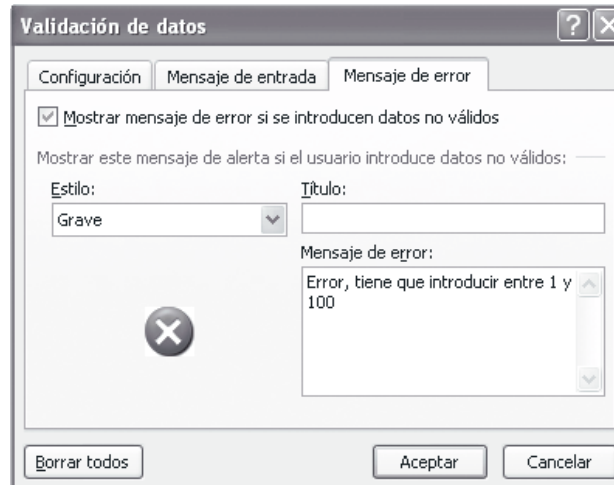 Validación de datos
Configuración
Mensaje de entrada
Mensaje de error
Mostrar mensaje de error si se introducen datos no válidos
Mostrar este mensaje de alerta si el usuario introduce datos no válidos:
Estilo:
Grave
Título:
Mensaje de error:
Error, tiene que introducir entre 1 y
100
Borrar todos
Aceptar
Cancelar